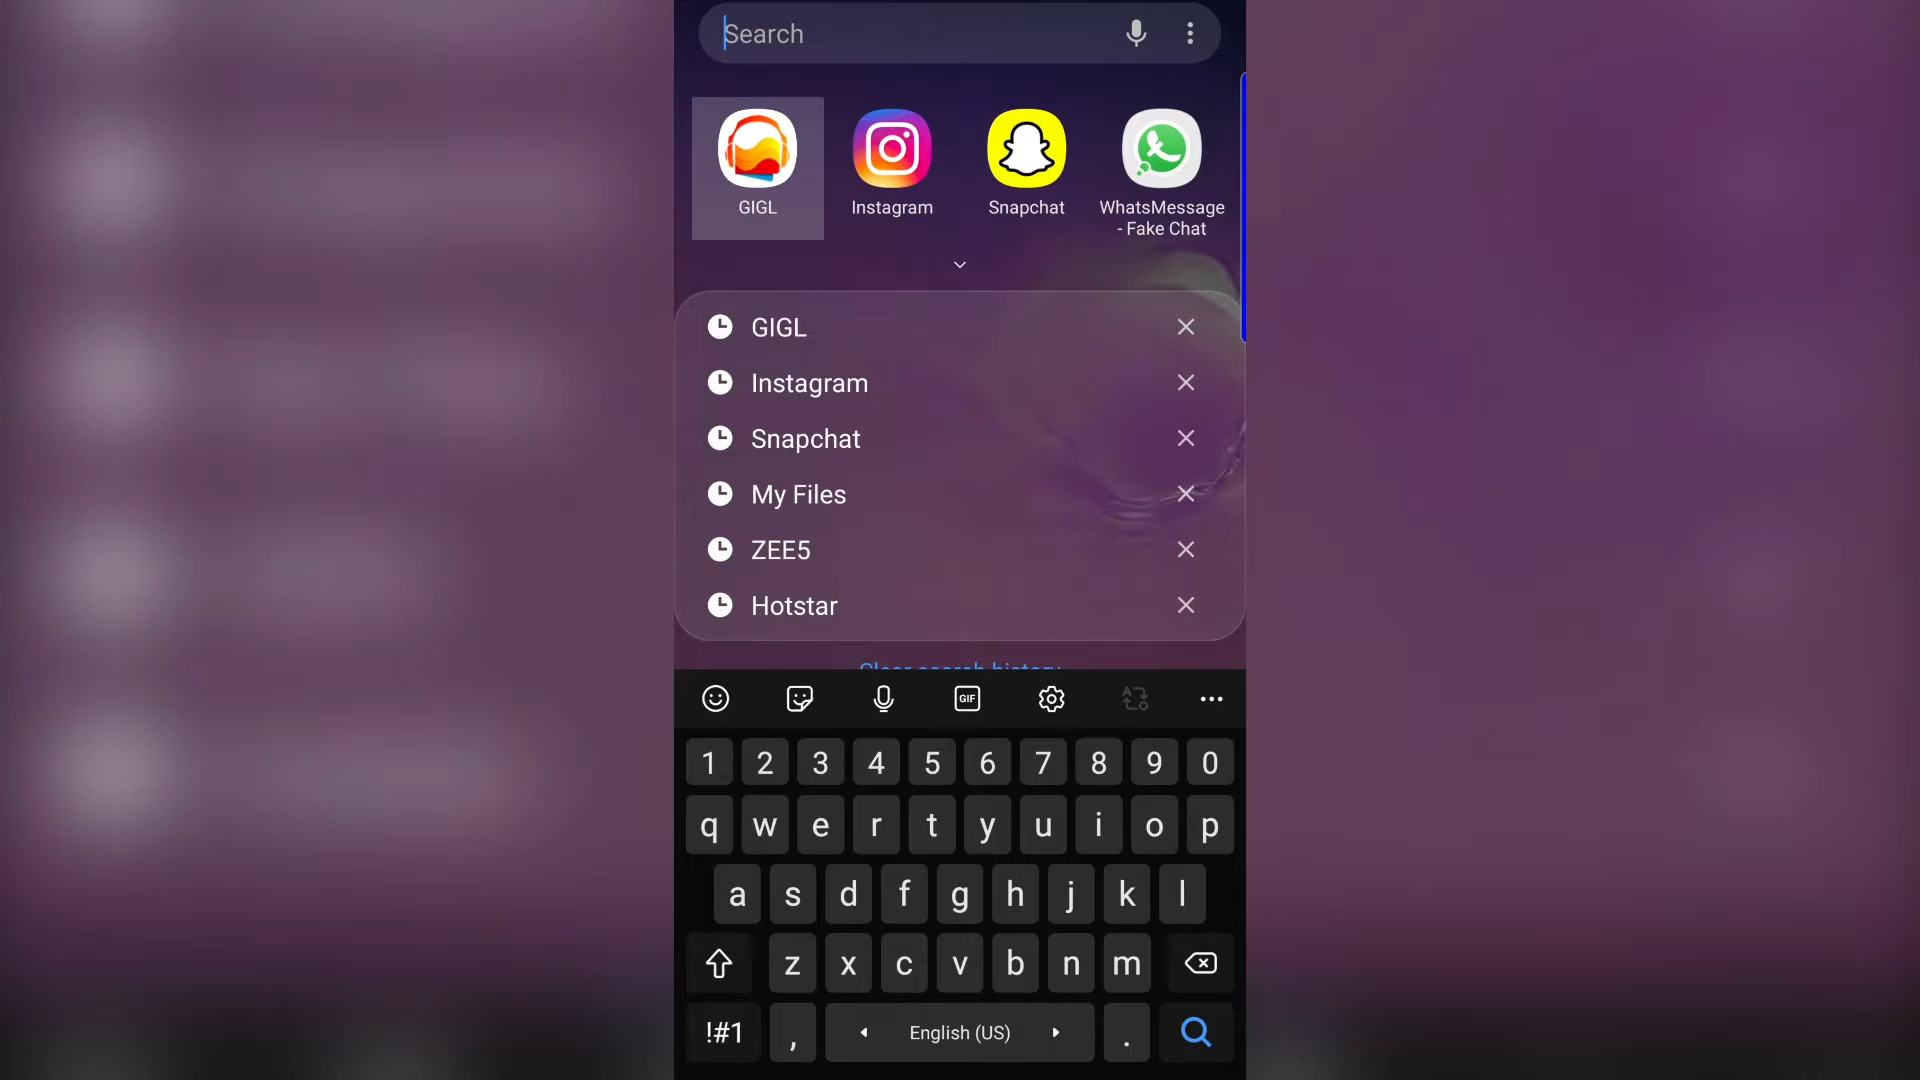 Search
GIGL
Instagram
Snapchat
WhatsMessage
- Fake Chat
GIGL
Instagram
Snapchat
My Files
ZEE5
Hotstar
Clear search history
GIF
1 2 3 4 5 6 7 8 9 0
q w e r t y u i o p
a s d f g h j k l
z x c v b n m
!#1 , English (US) .